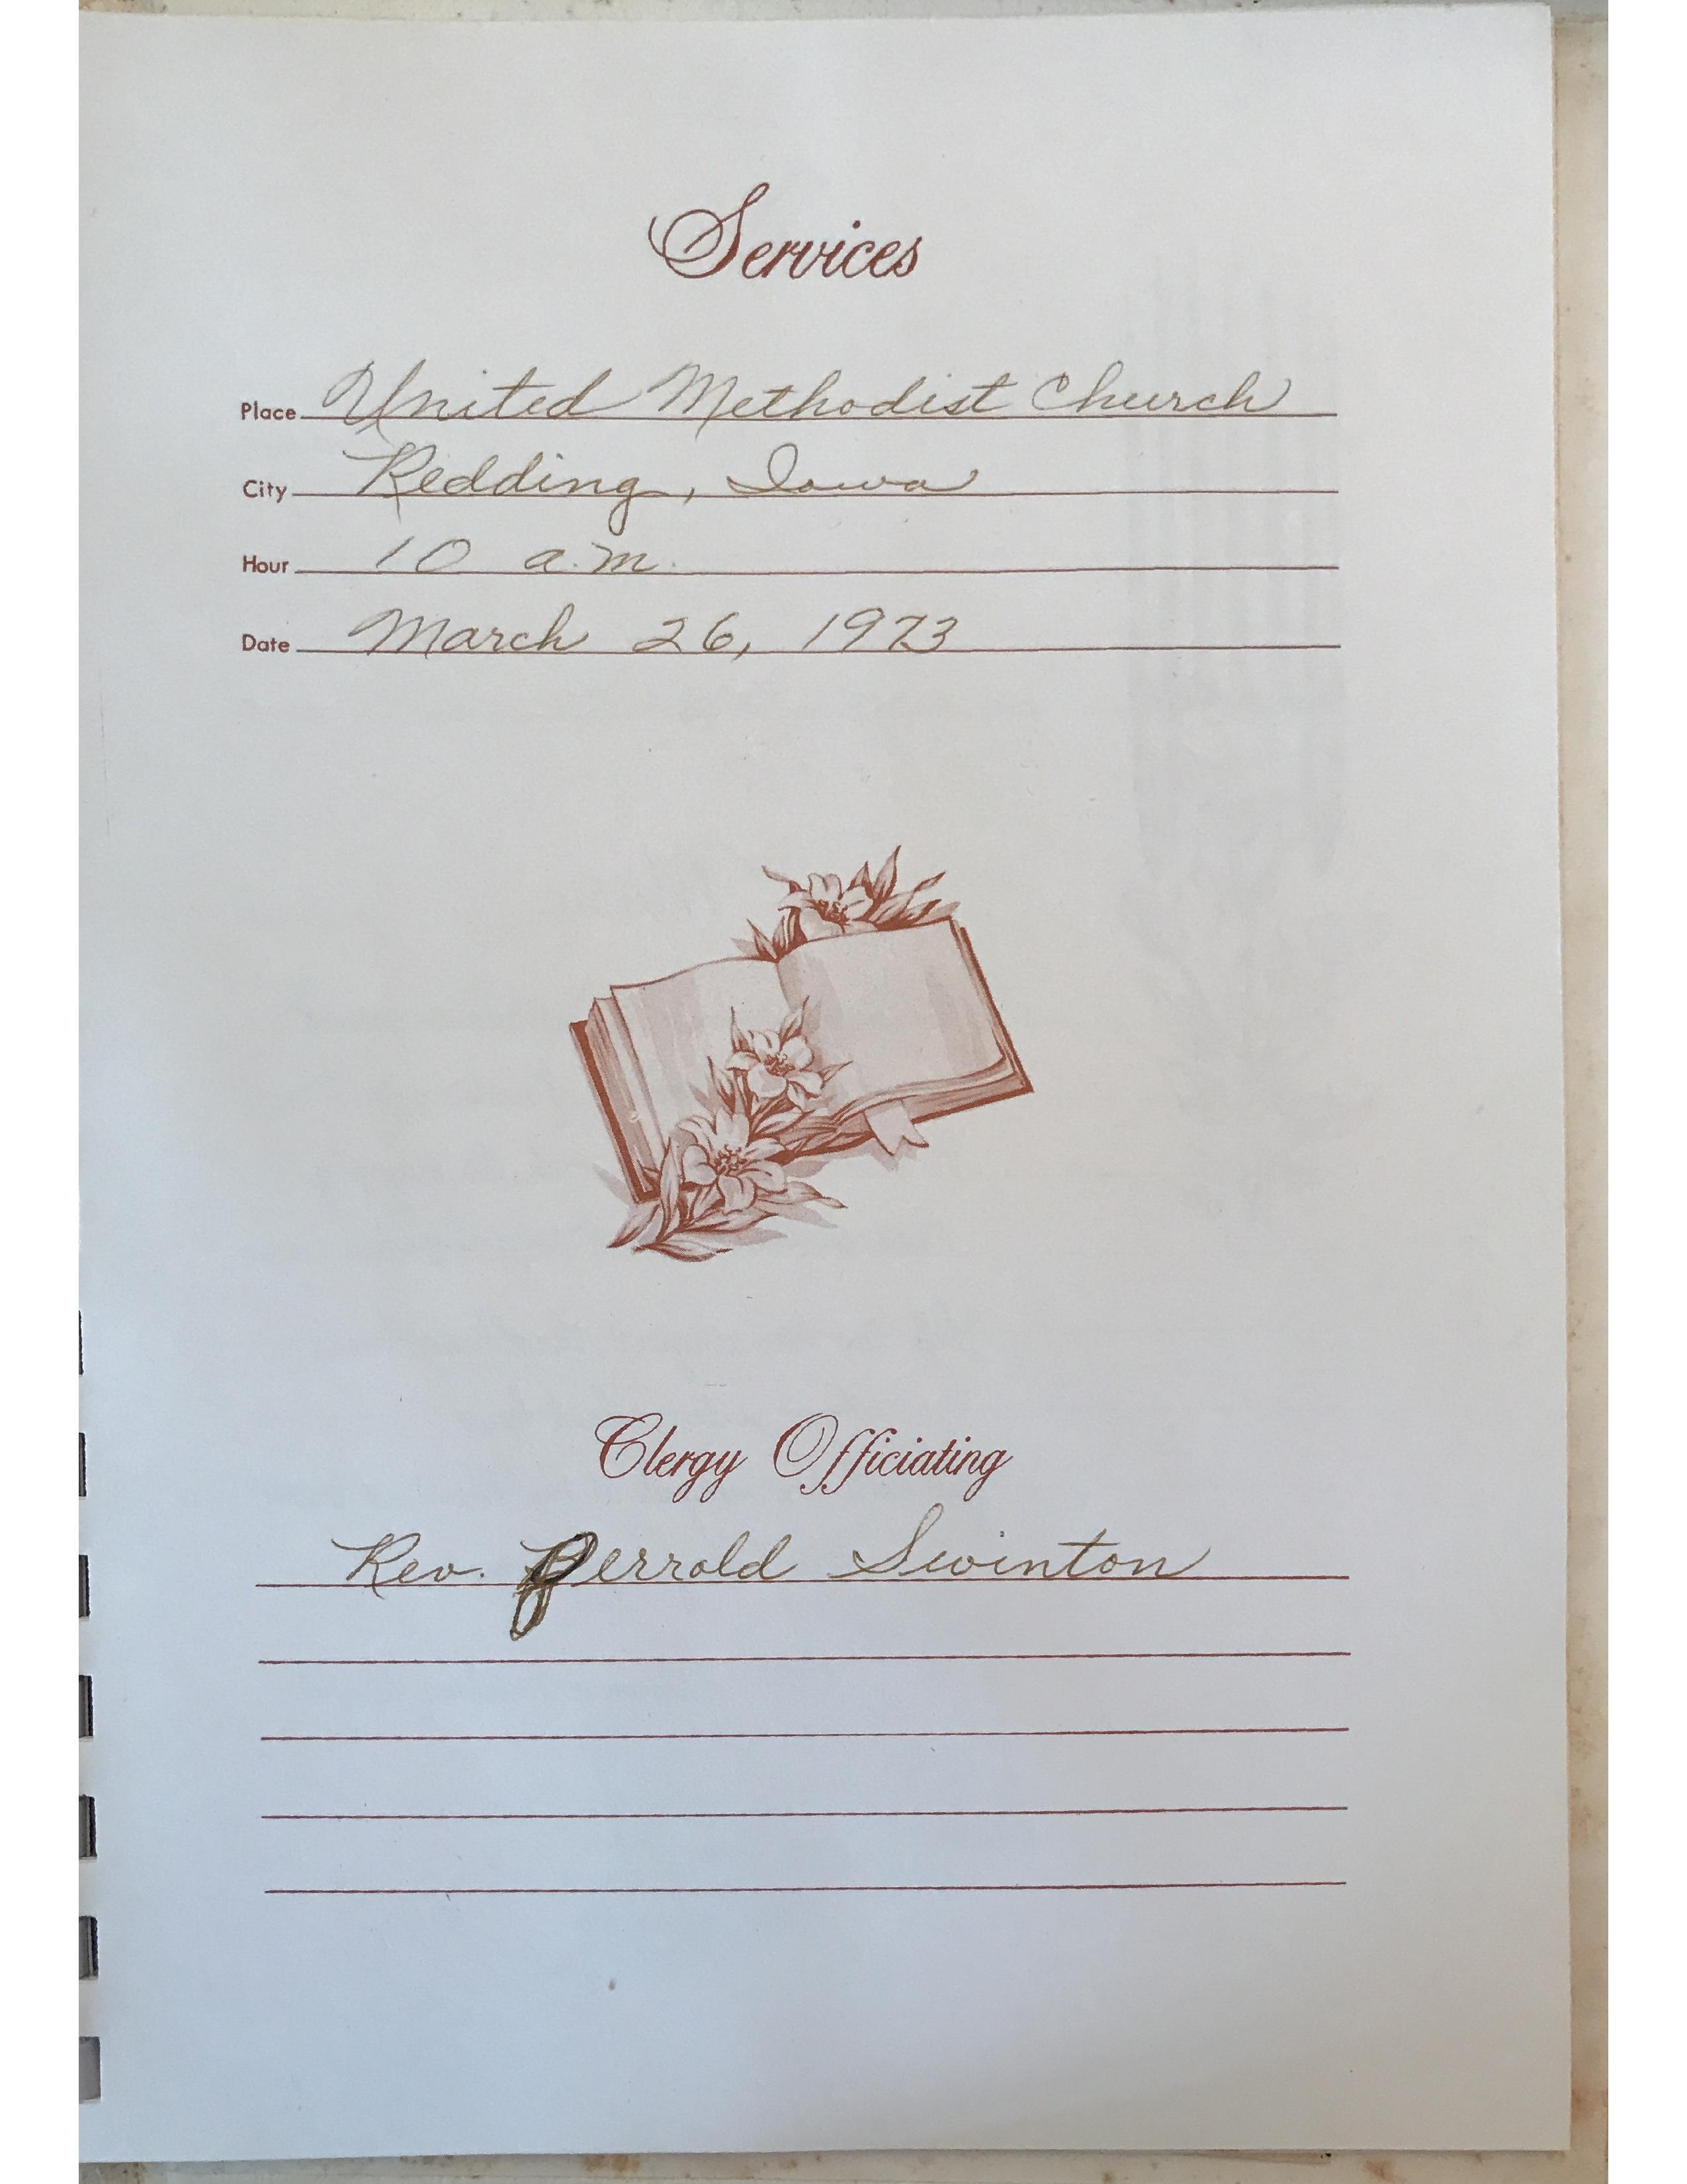 Services
Place United Methodist Church
City Redding, Iowa
Hour 10 a.m.
Date March 26, 1973
Clergy Officiating
Rev. Jerrold Swinton